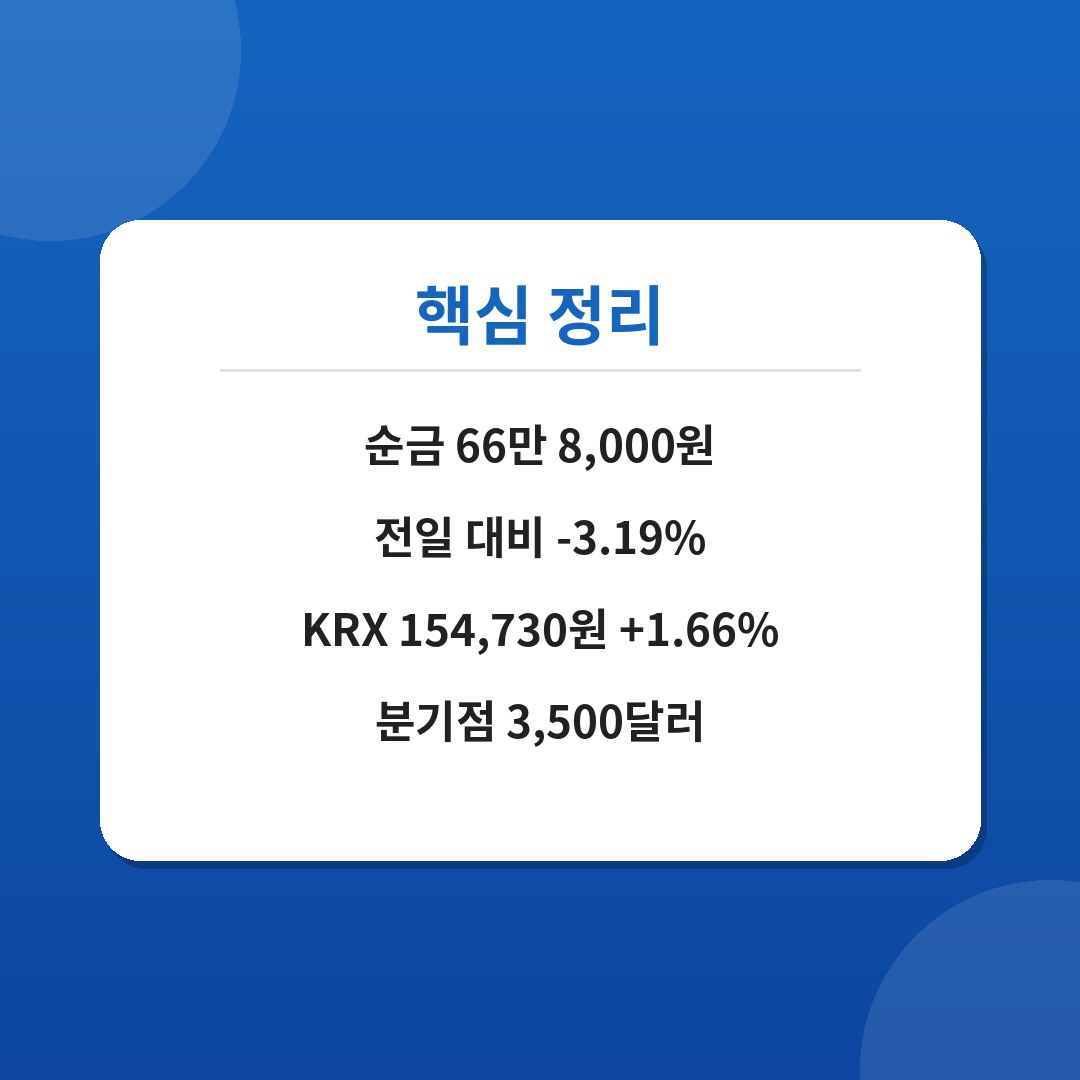 핵심 정리
순금 66만 8,000원
전일 대비 -3.19%
KRX 154,730원 +1.66%
분기점 3,500달러